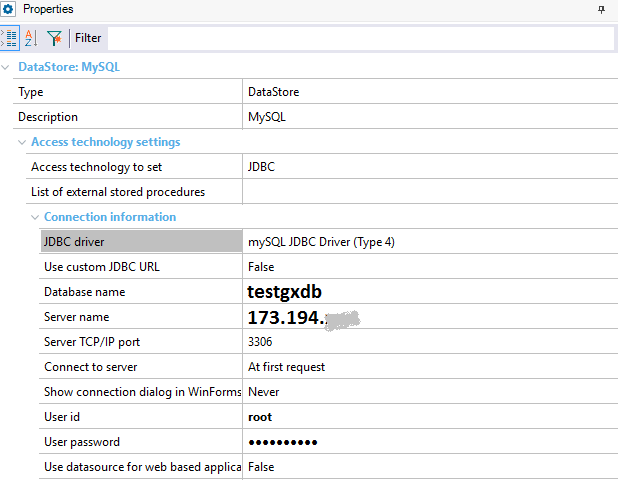 Properties
Filter
DataStore: MySQL
Type DataStore
Description MySQL
Access technology settings
Access technology to set JDBC
List of external stored procedures
Connection information
JDBC driver mySQL JDBC Driver (Type 4)
Use custom JDBC URL False
Database name testgxdb
Server name 173.194.
Server TCP/IP port 3306
Connect to server At first request
Show connection dialog in WinForms Never
User id root
User password ●●●●●●●●●●
Use datasource for web based applica False